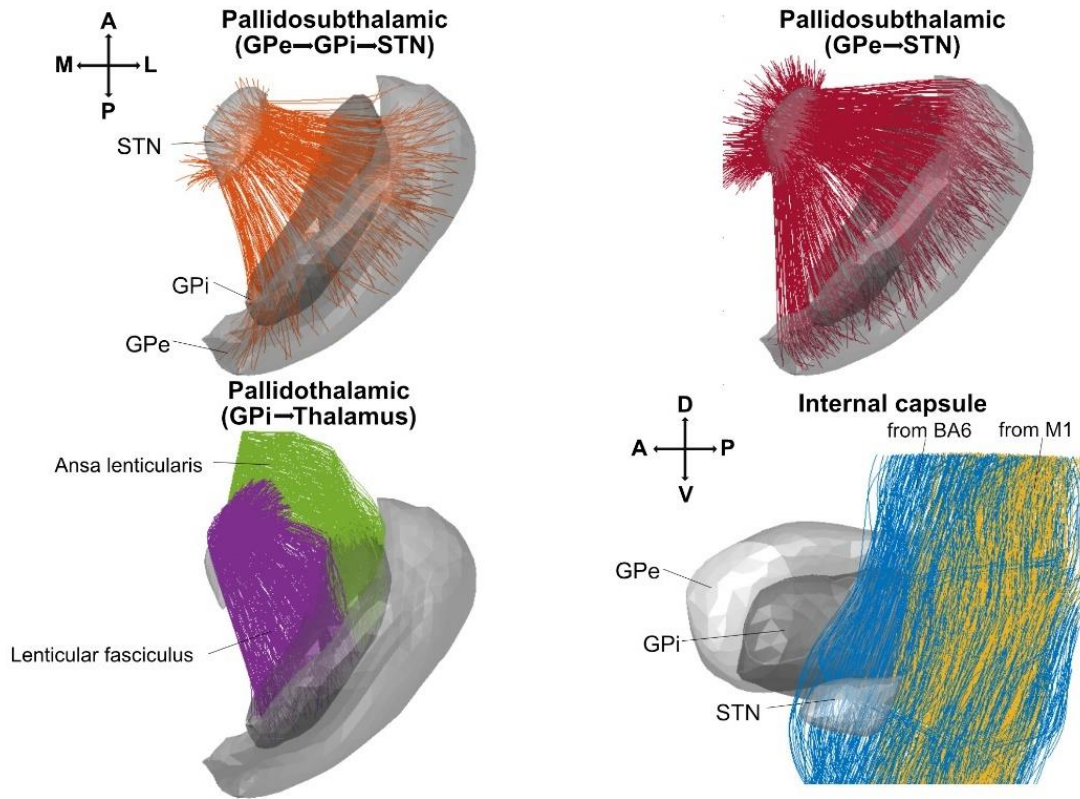 Pallidosubthalamic
(GPe→GPi→STN)
A
M
L
P
STN
GPi
GPe
Pallidosubthalamic
(GPe→STN)
Pallidothalamic
(GPi→Thalamus)
Ansa lenticularis
Lenticular fasciculus
Internal capsule
from BA6
from M1
D
A
P
V
GPe
GPi
STN